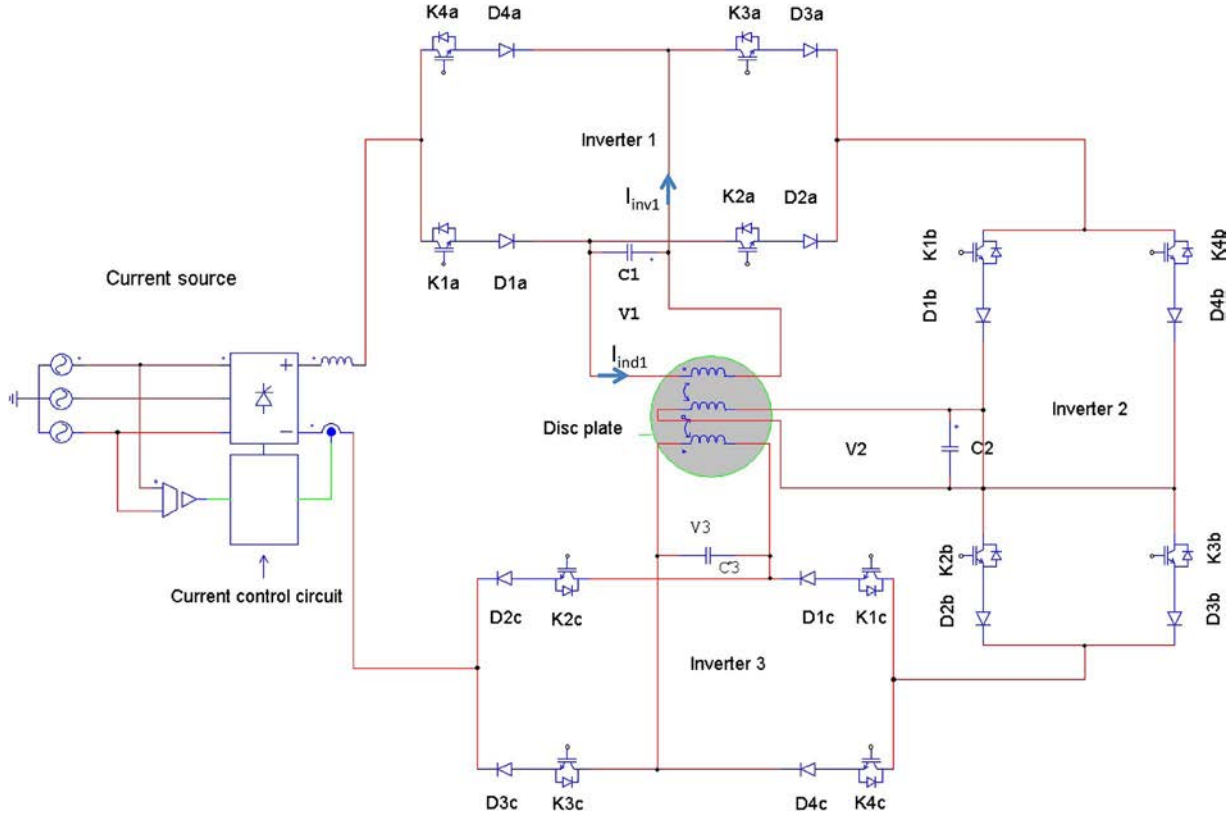 K4a D4a K3a D3a
Inverter 1
Iinv1
K2a D2a
K1a D1a
C1
V1
Current source
K1b
K4b
D1b
D4b
Iind1
+
−
Inverter 2
Disc plate
V2
C2
V3
C3
K2b
K3b
D2b
D3b
Current control circuit
D2c K2c D1c K1c
Inverter 3
D3c K3c D4c K4c